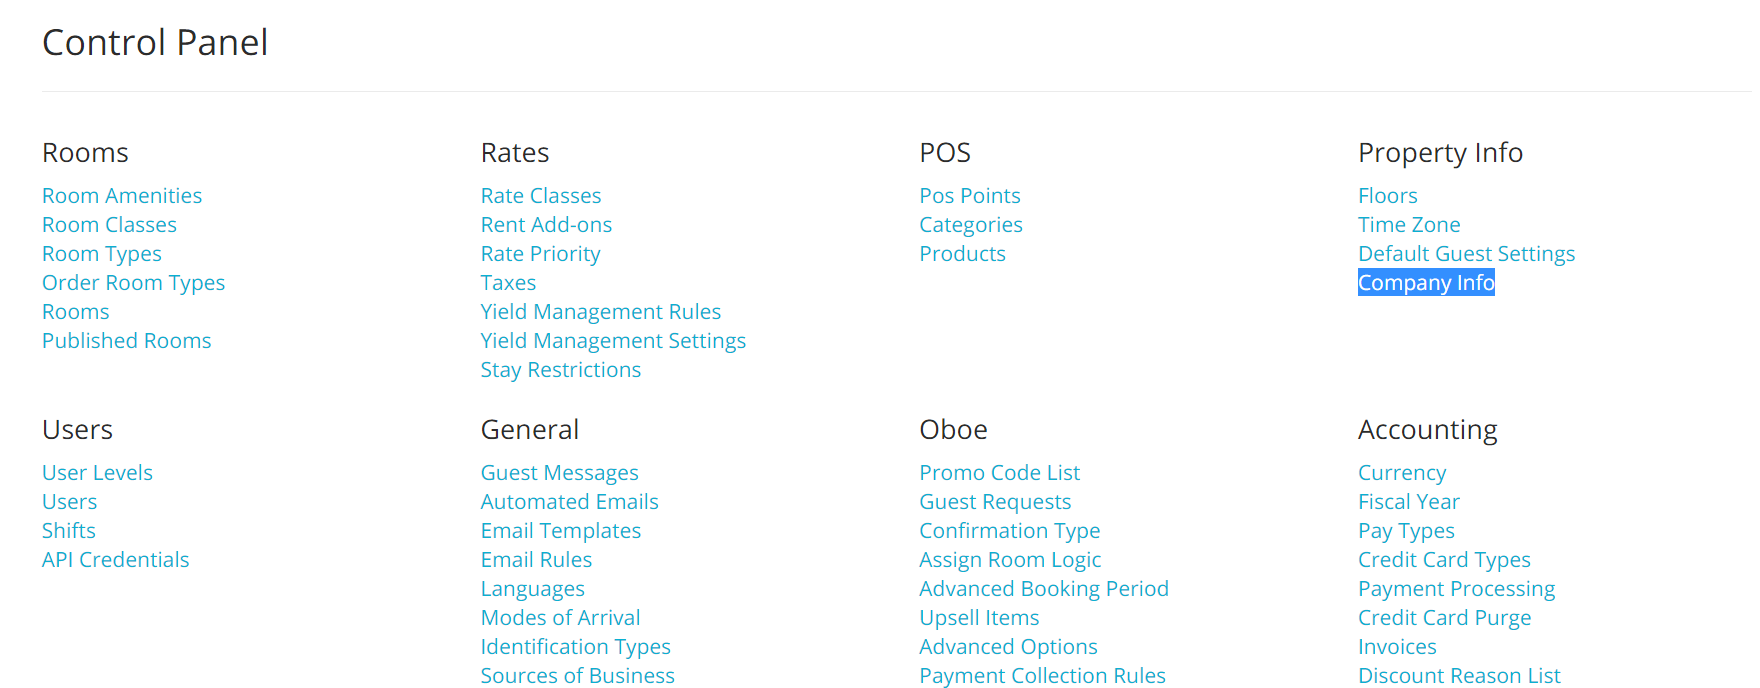 Control Panel
Rooms
Room Amenities
Room Classes
Room Types
Order Room Types
Rooms
Published Rooms
Rates
Rate Classes
Rent Add-ons
Rate Priority
Taxes
Yield Management Rules
Yield Management Settings
Stay Restrictions
POS
Pos Points
Categories
Products
Property Info
Floors
Time Zone
Default Guest Settings
Company Info
Users
User Levels
Users
Shifts
API Credentials
General
Guest Messages
Automated Emails
Email Templates
Email Rules
Languages
Modes of Arrival
Identification Types
Sources of Business
Oboe
Promo Code List
Guest Requests
Confirmation Type
Assign Room Logic
Advanced Booking Period
Upsell Items
Advanced Options
Payment Collection Rules
Accounting
Currency
Fiscal Year
Pay Types
Credit Card Types
Payment Processing
Credit Card Purge
Invoices
Discount Reason List